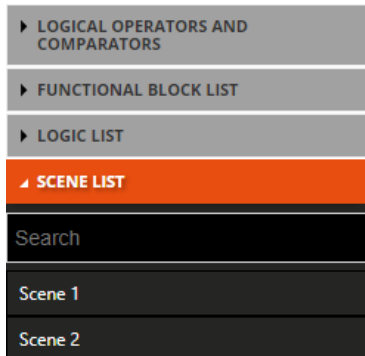 LOGICAL OPERATORS AND
COMPARATORS
FUNCTIONAL BLOCK LIST
LOGIC LIST
SCENE LIST
Search
Scene 1
Scene 2